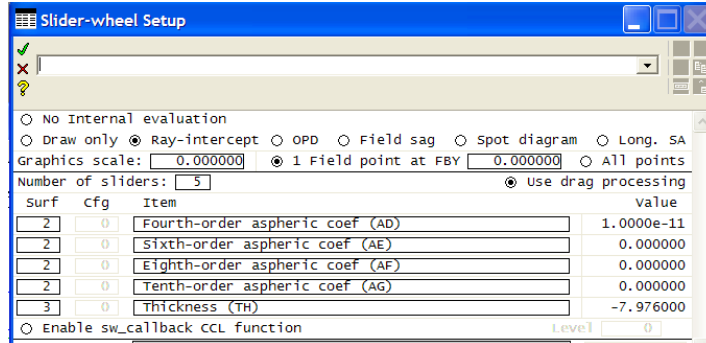 Slider-wheel Setup
No Internal evaluation
Draw only Ray-intercept OPD Field sag Spot diagram Long. SA
Graphics scale: 0.000000 1 Field point at FBY 0.000000 All points
Number of sliders: 5 Use drag processing
Surf Cfg Item Value
2 0 Fourth-order aspheric coef (AD) 1.0000e-11
2 0 Sixth-order aspheric coef (AE) 0.000000
2 0 Eighth-order aspheric coef (AF) 0.000000
2 0 Tenth-order aspheric coef (AG) 0.000000
3 0 Thickness (TH) -7.976000
Enable sw_callback CCL function Level 0